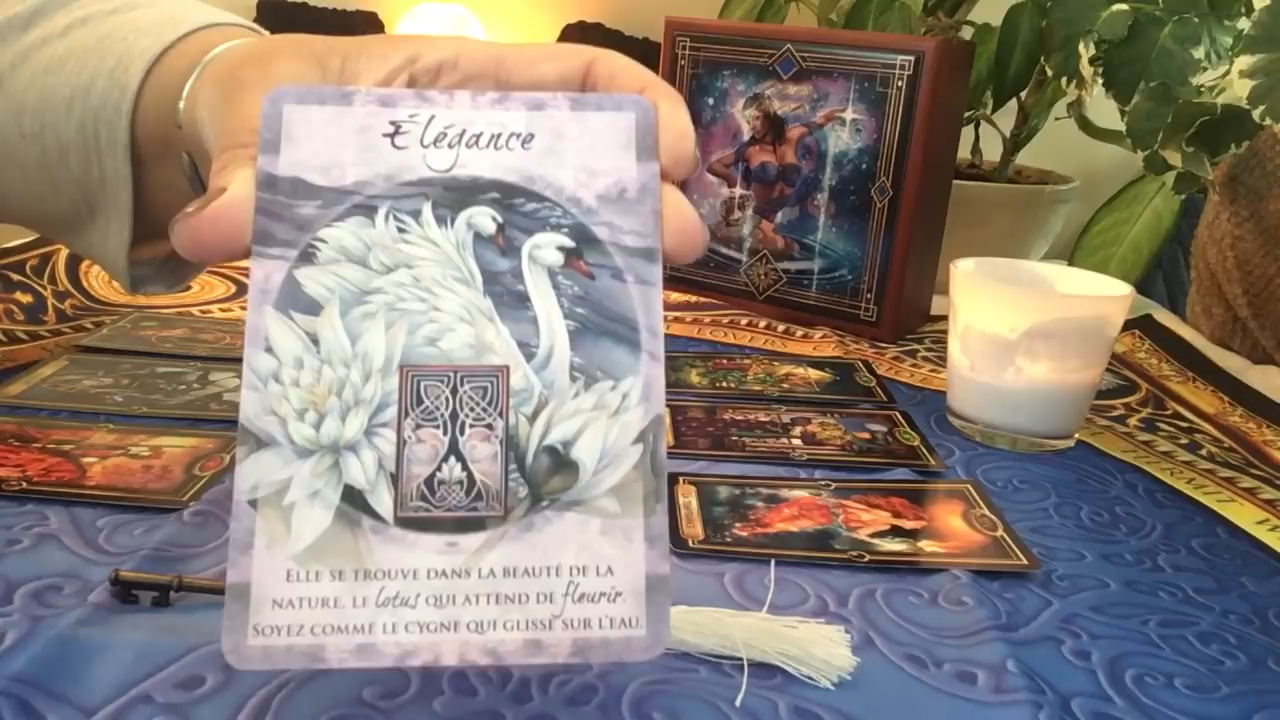 Élégance
Elle se trouve dans la beauté de la
nature, le lotus qui attend de fleurir.
Soyez comme le cygne qui glisse sur l'eau.
LOVERS
HERMIT W